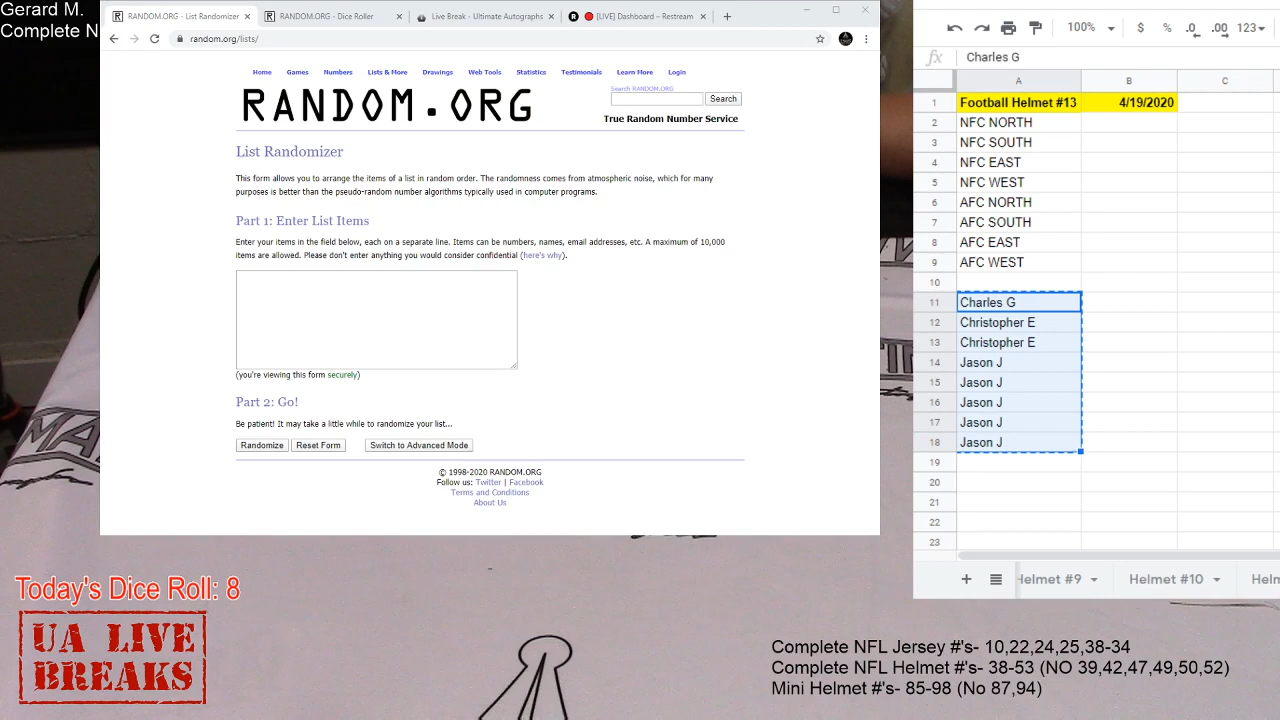 Gerard M.
Complete N
RANDOM.ORG - List Randomizer
RANDOM.ORG - Dice Roller
Live Break - Ultimate Autographs
[LIVE] Dashboard - Restream
random.org/lists/
Home Games Numbers Lists & More Drawings Web Tools Statistics Testimonials Learn More Login
RANDOM.ORG
Search RANDOM.ORG
Search
True Random Number Service
List Randomizer
This form allows you to arrange the items of a list in random order. The randomness comes from atmospheric noise, which for many
purposes is better than the pseudo-random number algorithms typically used in computer programs.
Part 1: Enter List Items
Enter your items in the field below, each on a separate line. Items can be numbers, names, email addresses, etc. A maximum of 10,000
items are allowed. Please don't enter anything you would consider confidential (here's why).
(you're viewing this form securely)
Part 2: Go!
Be patient! It may take a little while to randomize your list...
Randomize Reset Form Switch to Advanced Mode
© 1998-2020 RANDOM.ORG
Follow us: Twitter | Facebook
Terms and Conditions
About Us
100% $ % .0 .00 123
fx Charles G
A B C
1 Football Helmet #13 4/19/2020
2 NFC NORTH
3 NFC SOUTH
4 NFC EAST
5 NFC WEST
6 AFC NORTH
7 AFC SOUTH
8 AFC EAST
9 AFC WEST
10
11 Charles G
12 Christopher E
13 Christopher E
14 Jason J
15 Jason J
16 Jason J
17 Jason J
18 Jason J
19
20
21
22
23
Helmet #9 Helmet #10 Helm
Today's Dice Roll: 8
UA LIVE
BREAKS
Complete NFL Jersey #'s- 10,22,24,25,38-34
Complete NFL Helmet #'s- 38-53 (NO 39,42,47,49,50,52)
Mini Helmet #'s- 85-98 (No 87,94)